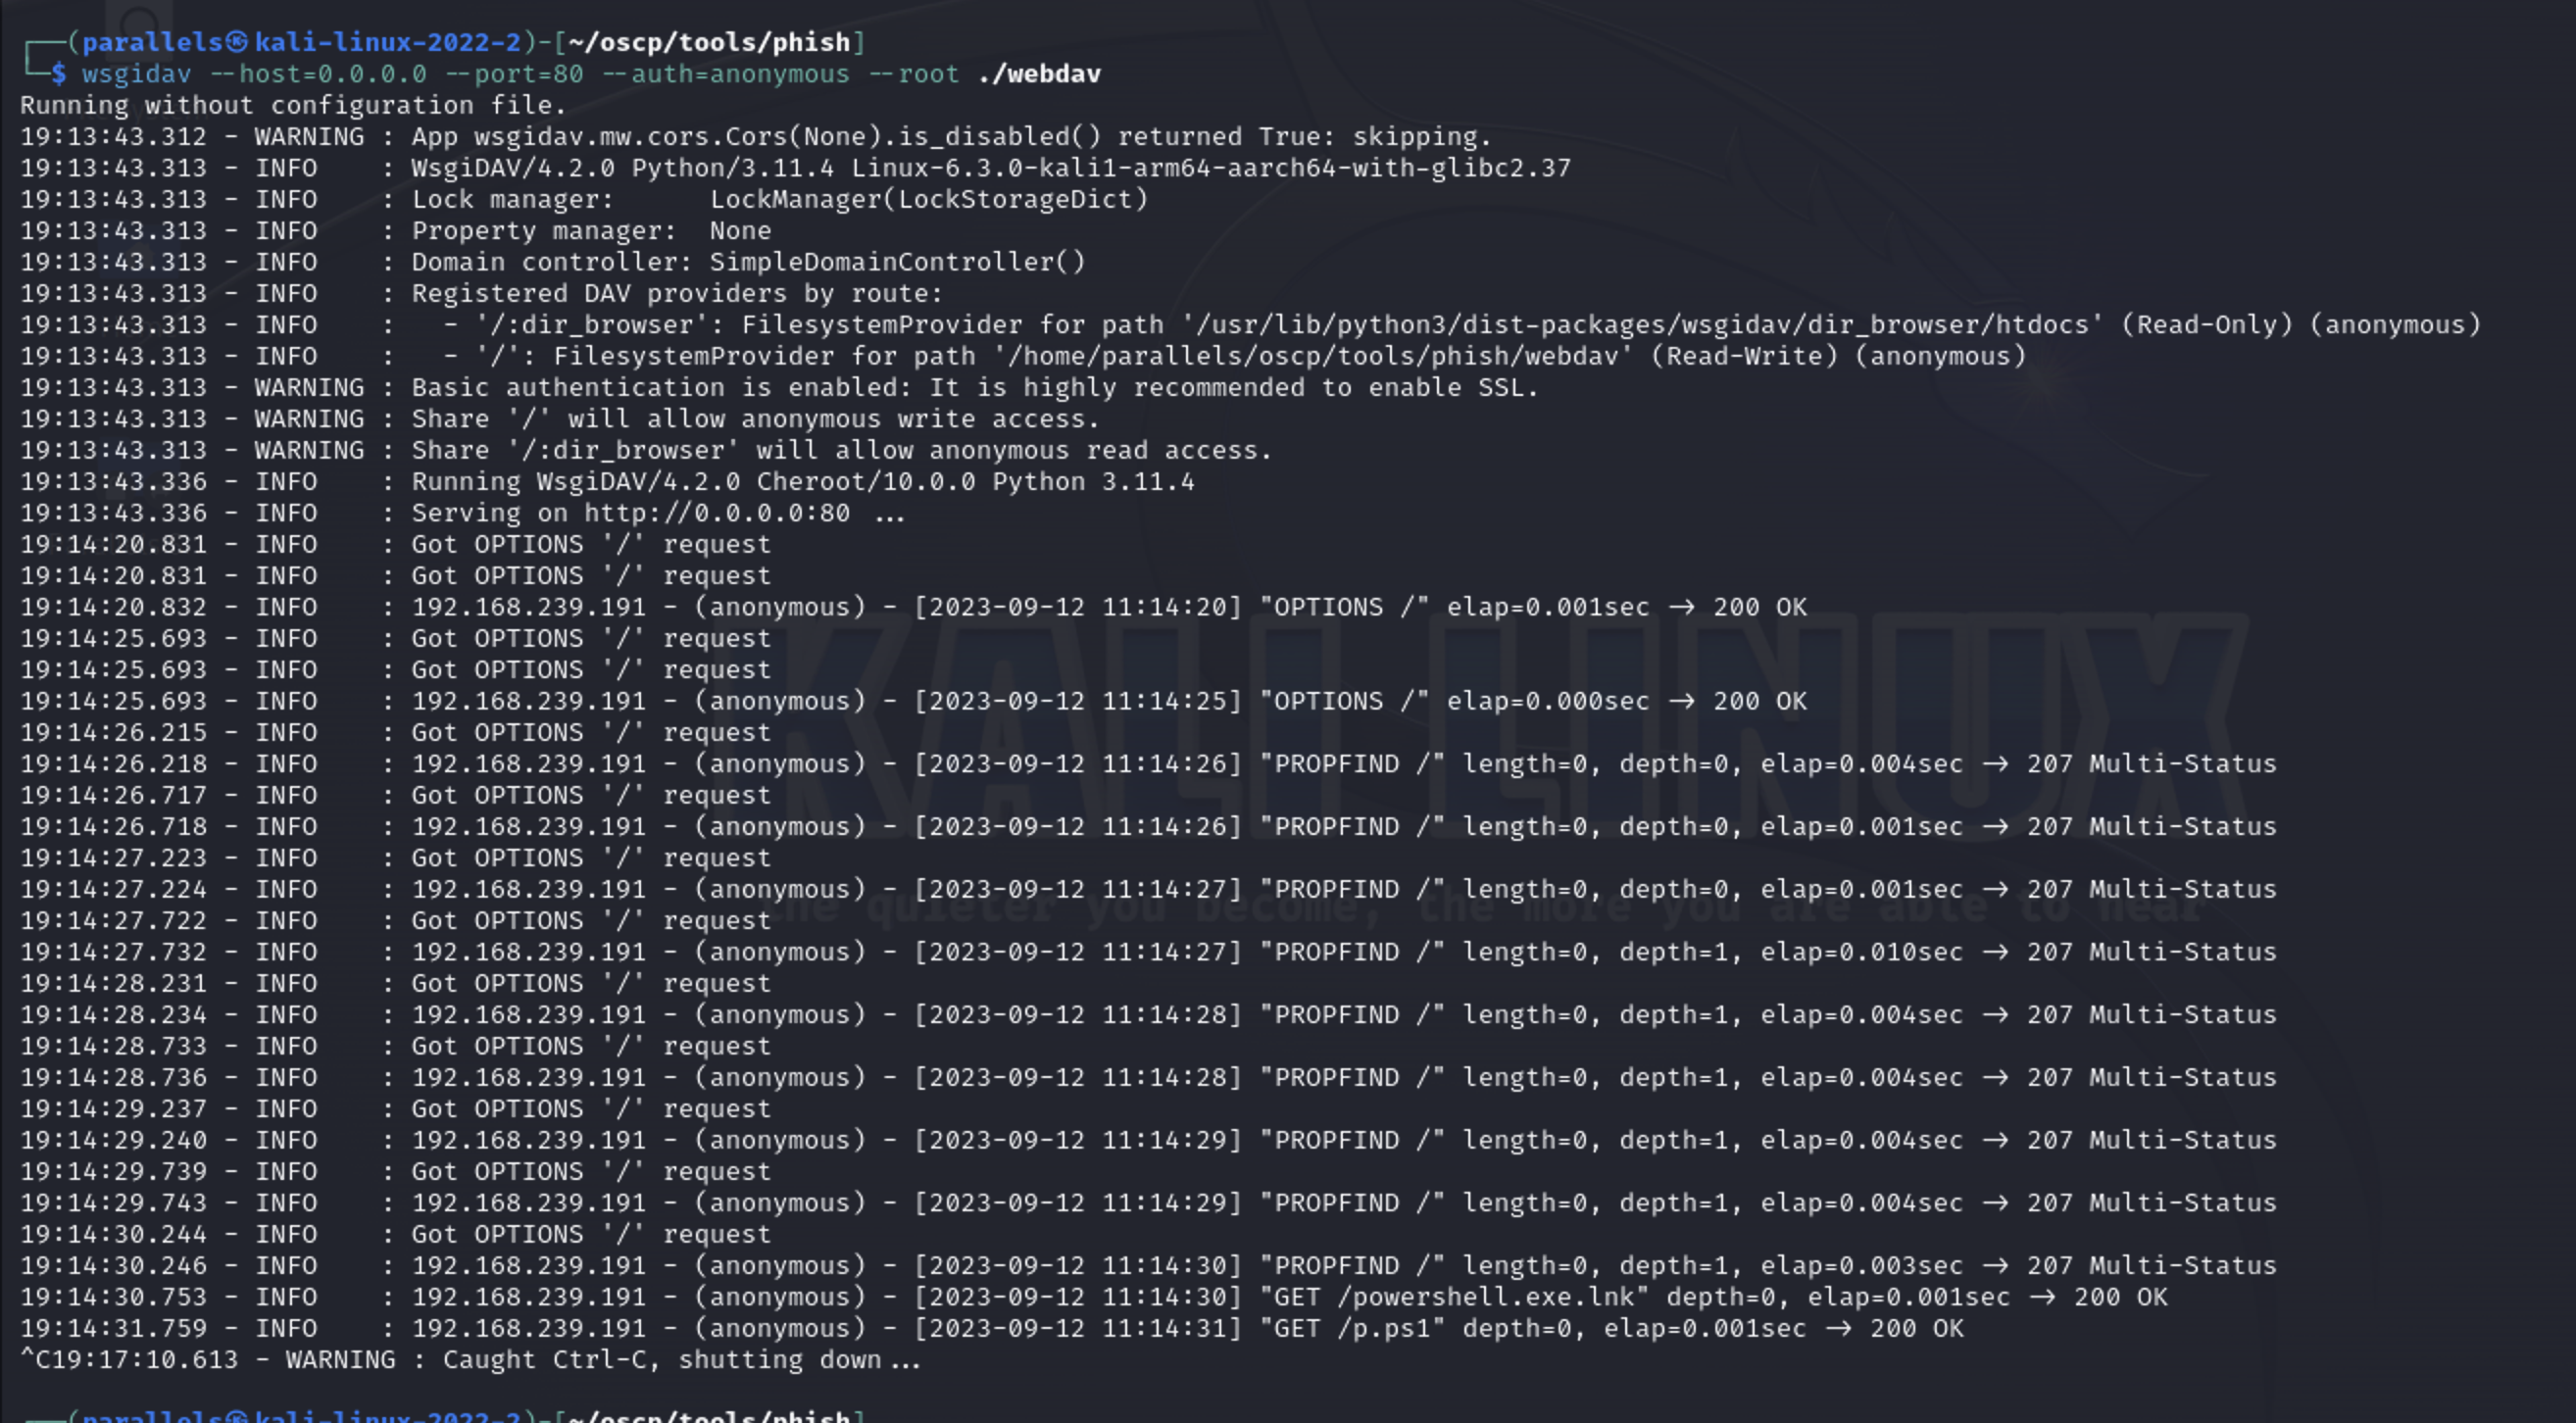 ┌──(parallels㉿kali-linux-2022-2)-[~/oscp/tools/phish]
└─$ wsgidav --host=0.0.0.0 --port=80 --auth=anonymous --root ./webdav
Running without configuration file.
19:13:43.312 - WARNING : App wsgidav.mw.cors.Cors(None).is_disabled() returned True: skipping.
19:13:43.313 - INFO    : WsgiDAV/4.2.0 Python/3.11.4 Linux-6.3.0-kali1-arm64-aarch64-with-glibc2.37
19:13:43.313 - INFO    : Lock manager:      LockManager(LockStorageDict)
19:13:43.313 - INFO    : Property manager:  None
19:13:43.313 - INFO    : Domain controller: SimpleDomainController()
19:13:43.313 - INFO    : Registered DAV providers by route:
19:13:43.313 - INFO    :   - '/:dir_browser': FilesystemProvider for path '/usr/lib/python3/dist-packages/wsgidav/dir_browser/htdocs' (Read-Only) (anonymous)
19:13:43.313 - INFO    :   - '/': FilesystemProvider for path '/home/parallels/oscp/tools/phish/webdav' (Read-Write) (anonymous)
19:13:43.313 - WARNING : Basic authentication is enabled: It is highly recommended to enable SSL.
19:13:43.313 - WARNING : Share '/' will allow anonymous write access.
19:13:43.313 - WARNING : Share '/:dir_browser' will allow anonymous read access.
19:13:43.336 - INFO    : Running WsgiDAV/4.2.0 Cheroot/10.0.0 Python 3.11.4
19:13:43.336 - INFO    : Serving on http://0.0.0.0:80 ...
19:14:20.831 - INFO    : Got OPTIONS '/' request
19:14:20.831 - INFO    : Got OPTIONS '/' request
19:14:20.832 - INFO    : 192.168.239.191 - (anonymous) - [2023-09-12 11:14:20] "OPTIONS /" elap=0.001sec → 200 OK
19:14:25.693 - INFO    : Got OPTIONS '/' request
19:14:25.693 - INFO    : Got OPTIONS '/' request
19:14:25.693 - INFO    : 192.168.239.191 - (anonymous) - [2023-09-12 11:14:25] "OPTIONS /" elap=0.000sec → 200 OK
19:14:26.215 - INFO    : Got OPTIONS '/' request
19:14:26.218 - INFO    : 192.168.239.191 - (anonymous) - [2023-09-12 11:14:26] "PROPFIND /" length=0, depth=0, elap=0.004sec → 207 Multi-Status
19:14:26.717 - INFO    : Got OPTIONS '/' request
19:14:26.718 - INFO    : 192.168.239.191 - (anonymous) - [2023-09-12 11:14:26] "PROPFIND /" length=0, depth=0, elap=0.001sec → 207 Multi-Status
19:14:27.223 - INFO    : Got OPTIONS '/' request
19:14:27.224 - INFO    : 192.168.239.191 - (anonymous) - [2023-09-12 11:14:27] "PROPFIND /" length=0, depth=0, elap=0.001sec → 207 Multi-Status
19:14:27.722 - INFO    : Got OPTIONS '/' request
19:14:27.732 - INFO    : 192.168.239.191 - (anonymous) - [2023-09-12 11:14:27] "PROPFIND /" length=0, depth=1, elap=0.010sec → 207 Multi-Status
19:14:28.231 - INFO    : Got OPTIONS '/' request
19:14:28.234 - INFO    : 192.168.239.191 - (anonymous) - [2023-09-12 11:14:28] "PROPFIND /" length=0, depth=1, elap=0.004sec → 207 Multi-Status
19:14:28.733 - INFO    : Got OPTIONS '/' request
19:14:28.736 - INFO    : 192.168.239.191 - (anonymous) - [2023-09-12 11:14:28] "PROPFIND /" length=0, depth=1, elap=0.004sec → 207 Multi-Status
19:14:29.237 - INFO    : Got OPTIONS '/' request
19:14:29.240 - INFO    : 192.168.239.191 - (anonymous) - [2023-09-12 11:14:29] "PROPFIND /" length=0, depth=1, elap=0.004sec → 207 Multi-Status
19:14:29.739 - INFO    : Got OPTIONS '/' request
19:14:29.743 - INFO    : 192.168.239.191 - (anonymous) - [2023-09-12 11:14:29] "PROPFIND /" length=0, depth=1, elap=0.004sec → 207 Multi-Status
19:14:30.244 - INFO    : Got OPTIONS '/' request
19:14:30.246 - INFO    : 192.168.239.191 - (anonymous) - [2023-09-12 11:14:30] "PROPFIND /" length=0, depth=1, elap=0.003sec → 207 Multi-Status
19:14:30.753 - INFO    : 192.168.239.191 - (anonymous) - [2023-09-12 11:14:30] "GET /powershell.exe.lnk" depth=0, elap=0.001sec → 200 OK
19:14:31.759 - INFO    : 192.168.239.191 - (anonymous) - [2023-09-12 11:14:31] "GET /p.ps1" depth=0, elap=0.001sec → 200 OK
^C19:17:10.613 - WARNING : Caught Ctrl-C, shutting down...
┌──(parallels㉿kali-linux-2022-2)-[~/oscp/tools/phish]
KALI LINUX
the quieter you become, the more you are able to hear